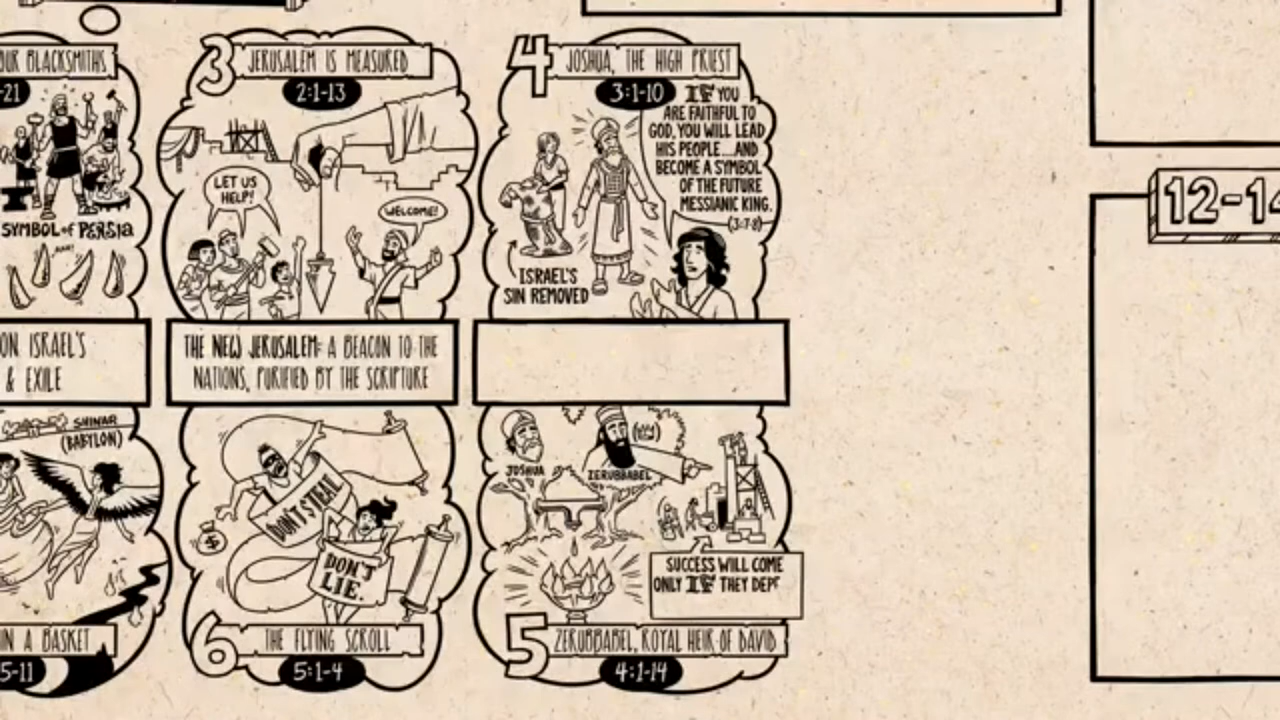 OUR BLACKSMITHS
-21
SYMBOL OF PERSIA
AHH!
3
JERUSALEM IS MEASURED
2:1-13
LET US
HELP!
WELCOME!
4
JOSHUA, THE HIGH PRIEST
3:1-10
IF YOU
ARE FAITHFUL TO
GOD, YOU WILL LEAD
HIS PEOPLE...AND
BECOME A SYMBOL
OF THE FUTURE
MESSIANIC KING.
(3:7-8)
ISRAEL'S
SIN REMOVED
12-14
ON ISRAEL'S
& EXILE
THE NEW JERUSALEM: A BEACON TO THE
NATIONS, PURIFIED BY THE SCRIPTURE
SHINAR
(BABYLON)
IN A BASKET
5-11
DON'T STEAL
$
DON'T
LIE.
6
THE FLYING SCROLL
5:1-4
JOSHUA
ZERUBBABEL
SUCCESS WILL COME
ONLY IF THEY DEPE
5
ZERUBBABEL, ROYAL HEIR OF DAVID
4:1-14